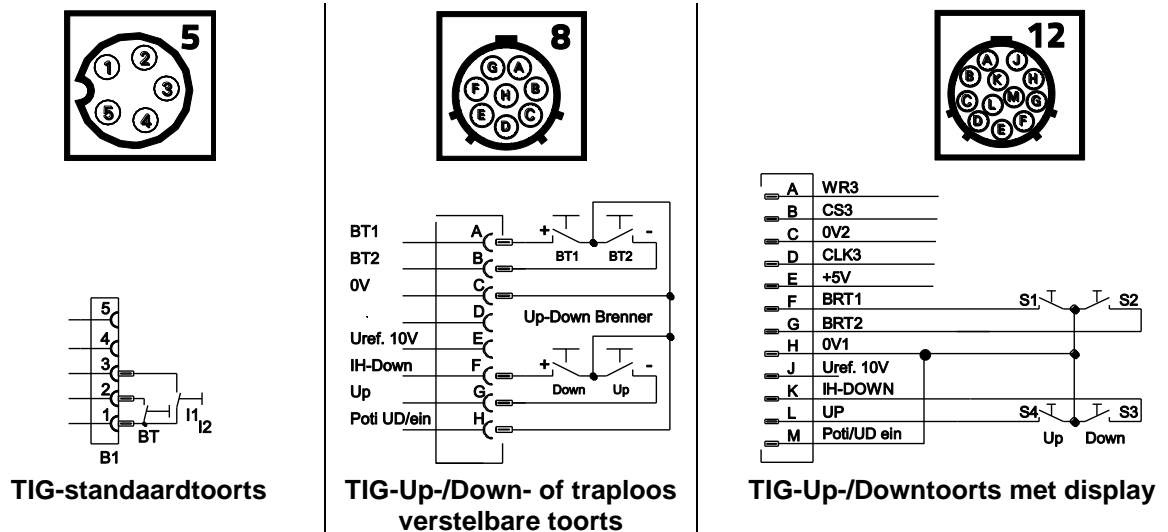 5
1
2
3
4
5
5
4
3
2
1
BT
I1
I2
B1
TIG-standaardtoorts
8
G
A
F
H
B
E
C
D
BT1
BT2
0V
.
Uref. 10V
IH-Down
Up
Poti UD/ein
A
B
C
D
E
F
G
H
+
-
BT1
BT2
Up-Down Brenner
+
-
Down
Up
TIG-Up-/Down- of traploos
verstelbare toorts
12
A
J
B
K
H
C
L
M
G
D
E
F
A WR3
B CS3
C 0V2
D CLK3
E +5V
F BRT1
G BRT2
H 0V1
J Uref. 10V
K IH-DOWN
L UP
M Poti/UD ein
S1
S2
S4
S3
Up
Down
TIG-Up-/Downtoorts met display